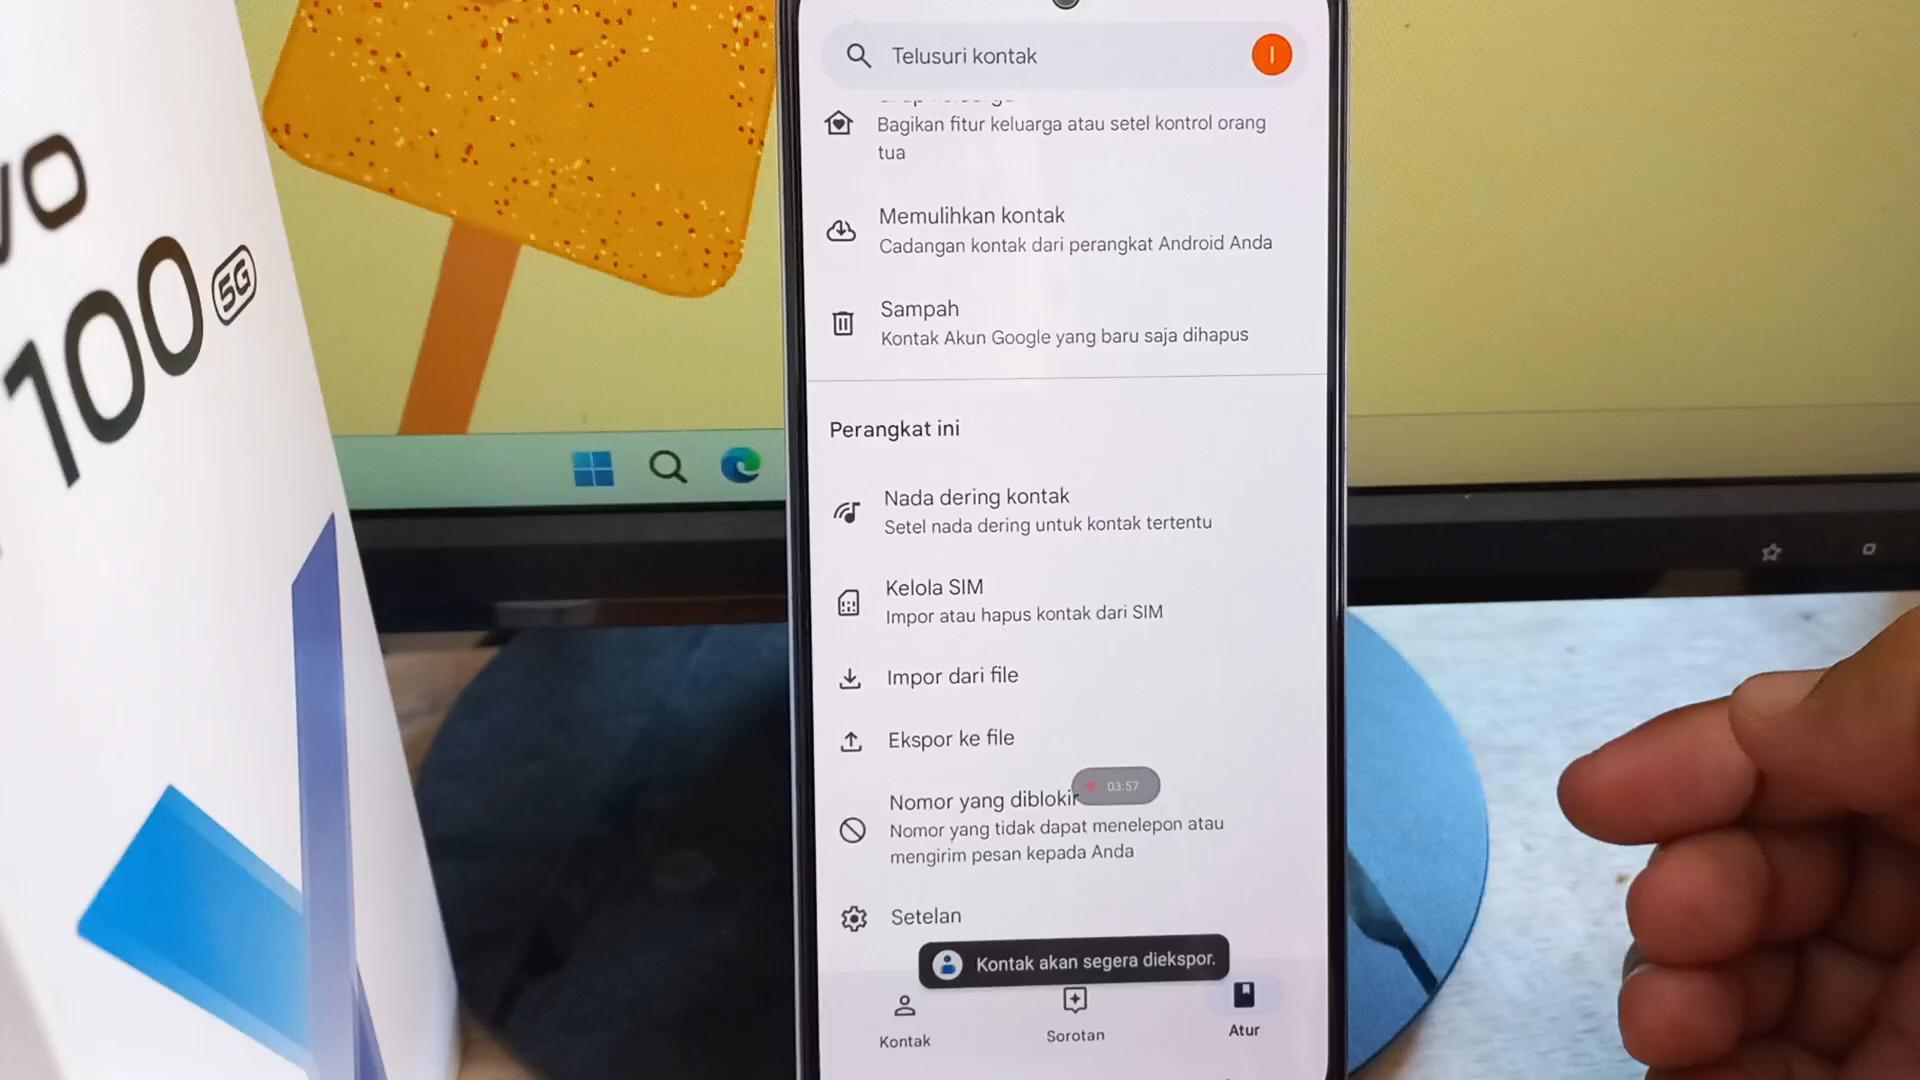 Telusuri kontak
Bagikan fitur keluarga atau setel kontrol orang
tua
Memulihkan kontak
Cadangan kontak dari perangkat Android Anda
Sampah
Kontak Akun Google yang baru saja dihapus
Perangkat ini
Nada dering kontak
Setel nada dering untuk kontak tertentu
Kelola SIM
Impor atau hapus kontak dari SIM
Impor dari file
Ekspor ke file
03:57
Nomor yang diblokir
Nomor yang tidak dapat menelepon atau
mengirim pesan kepada Anda
Setelan
Kontak akan segera diekspor.
Kontak
Sorotan
Atur
100 5G